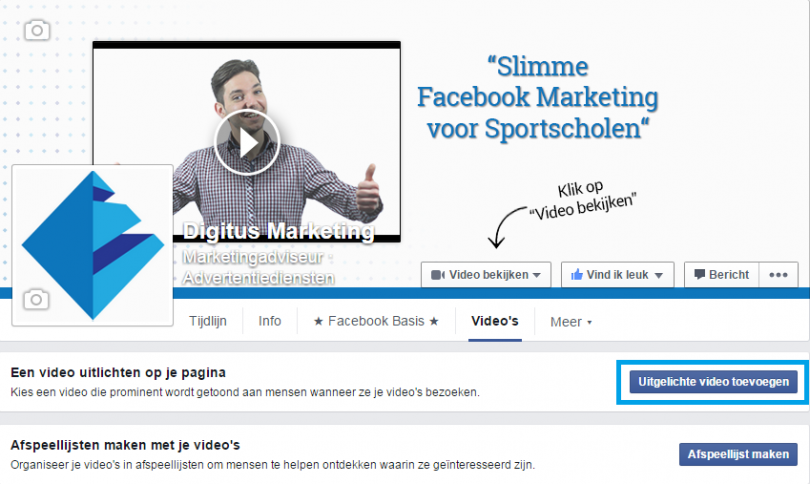 “Slimme
Facebook Marketing
voor Sportscholen“
Klik op
“Video bekijken”
Digitus Marketing
Marketingadviseur ·
Advertentiediensten
Video bekijken
Vind ik leuk
Bericht
•••
Tijdlijn
Info
★ Facebook Basis ★
Video's
Meer
Een video uitlichten op je pagina
Kies een video die prominent wordt getoond aan mensen wanneer ze je video's bezoeken.
Uitgelichte video toevoegen
Afspeellijsten maken met je video's
Organiseer je video's in afspeellijsten om mensen te helpen ontdekken waarin ze geïnteresseerd zijn.
Afspeellijst maken